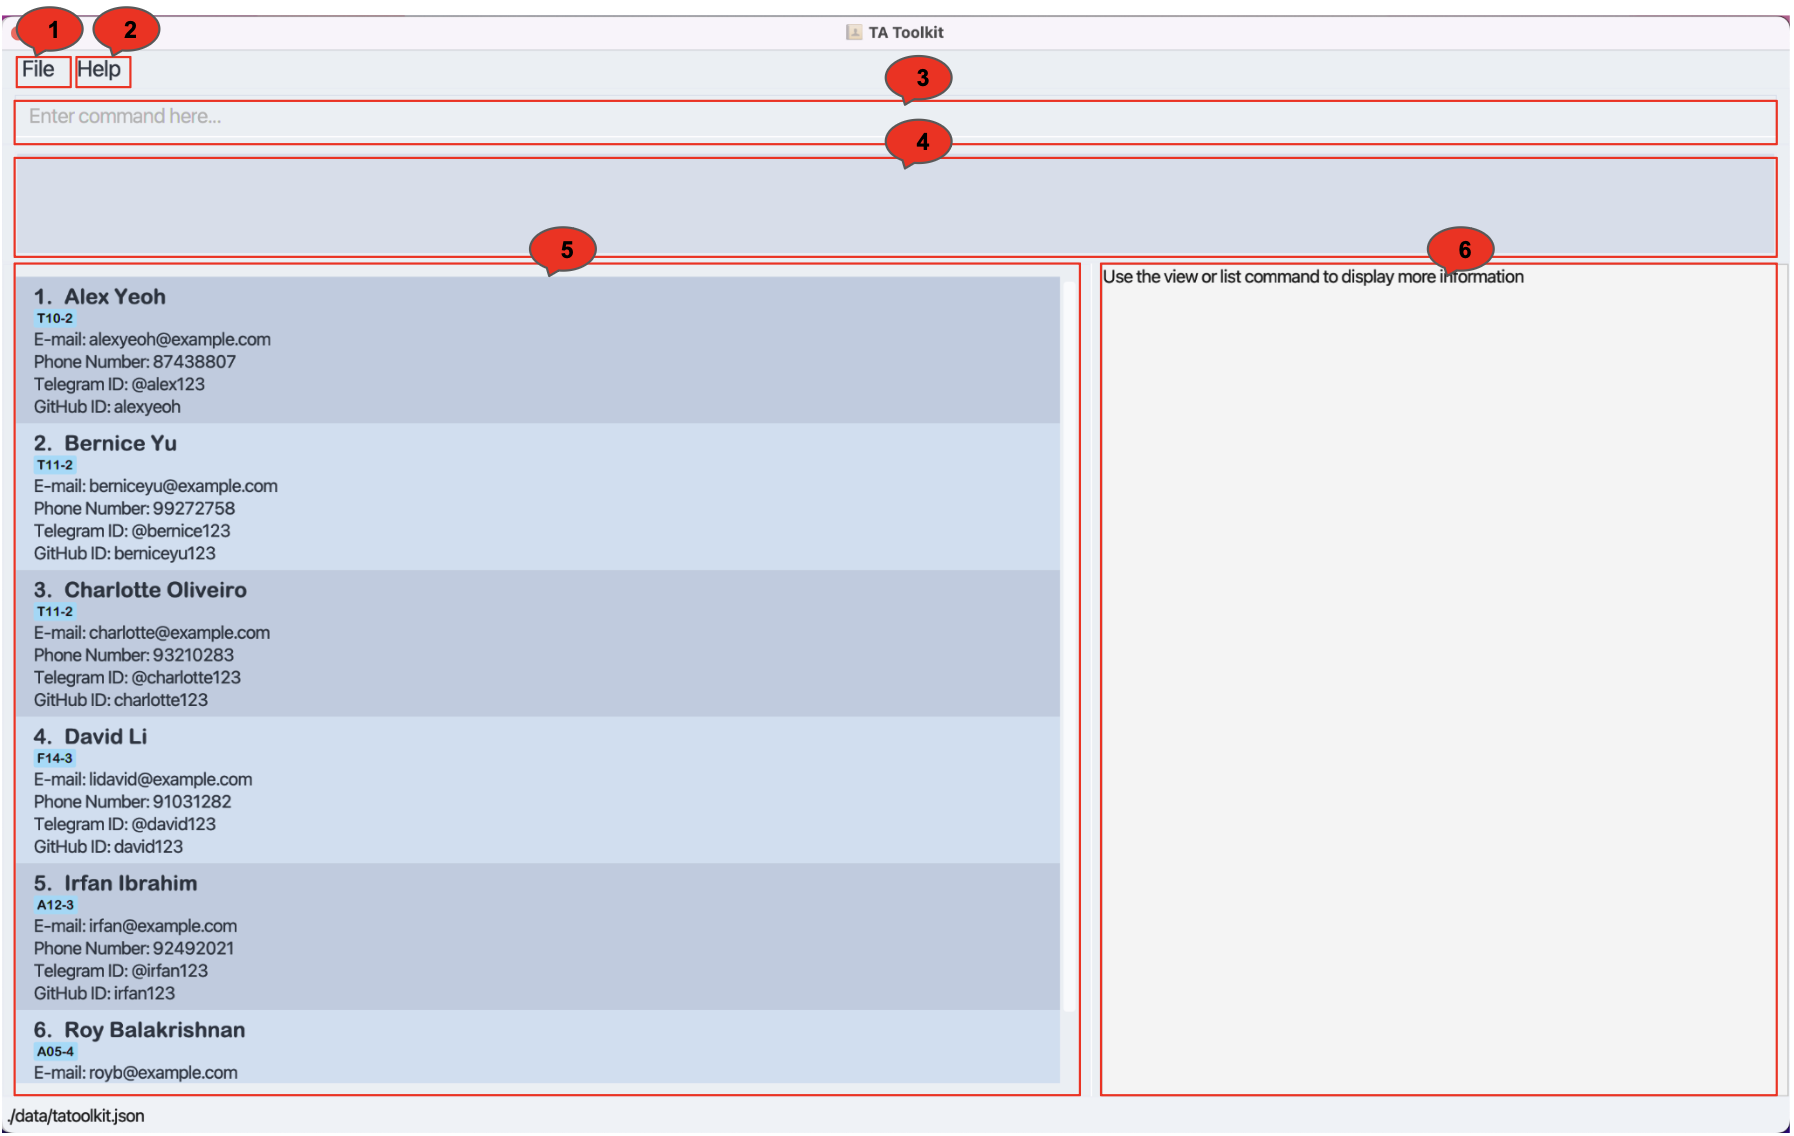 1
2
TA Toolkit
File
Help
3
Enter command here...
4
5
6
1. Alex Yeoh
T10-2
E-mail: alexyeoh@example.com
Phone Number: 87438807
Telegram ID: @alex123
GitHub ID: alexyeoh
2. Bernice Yu
T11-2
E-mail: berniceyu@example.com
Phone Number: 99272758
Telegram ID: @bernice123
GitHub ID: berniceyu123
3. Charlotte Oliveiro
T11-2
E-mail: charlotte@example.com
Phone Number: 93210283
Telegram ID: @charlotte123
GitHub ID: charlotte123
4. David Li
F14-3
E-mail: lidavid@example.com
Phone Number: 91031282
Telegram ID: @david123
GitHub ID: david123
5. Irfan Ibrahim
A12-3
E-mail: irfan@example.com
Phone Number: 92492021
Telegram ID: @irfan123
GitHub ID: irfan123
6. Roy Balakrishnan
A05-4
E-mail: royb@example.com
Use the view or list command to display more information
./data/tatoolkit.json